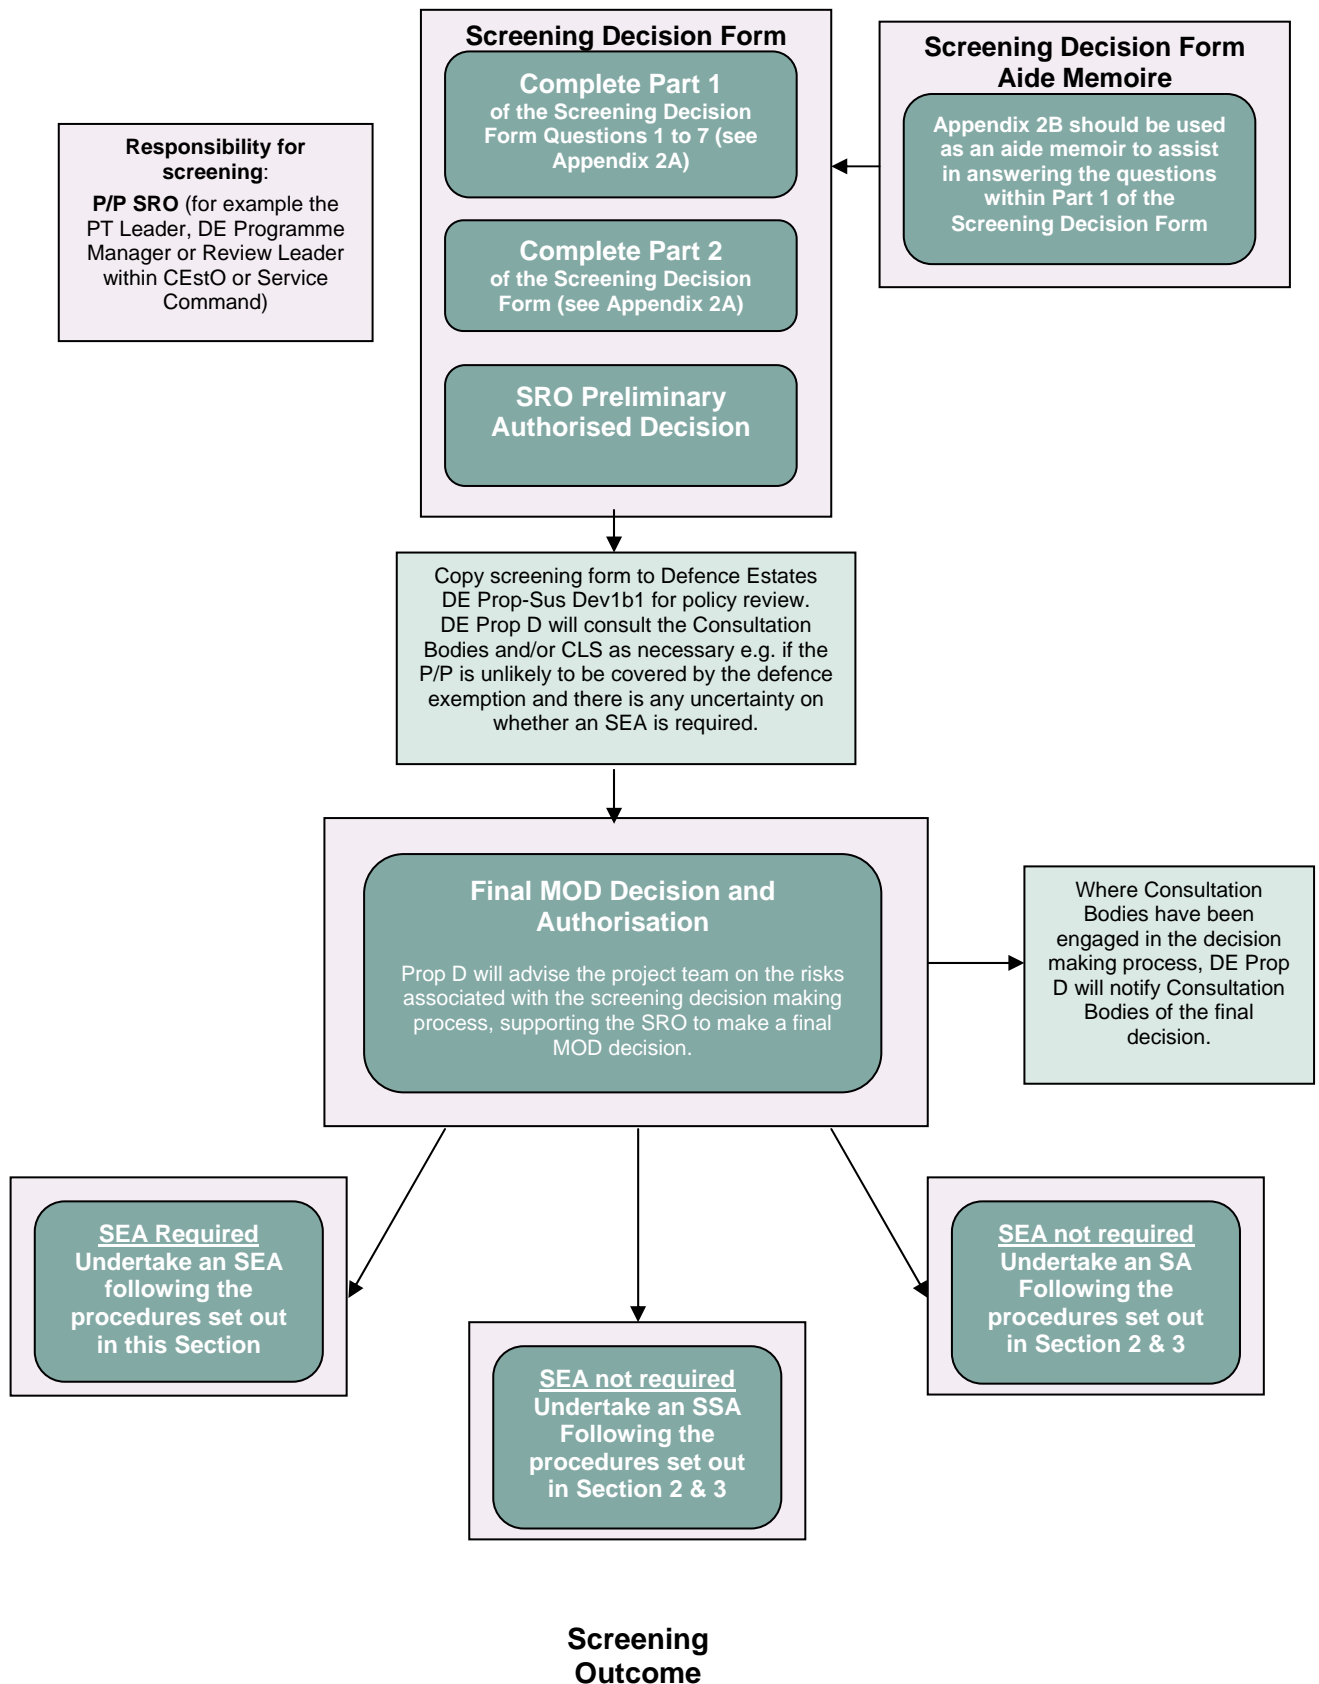 Screening Decision Form
Complete Part 1
of the Screening Decision
Form Questions 1 to 7 (see
Appendix 2A)
Complete Part 2
of the Screening Decision
Form (see Appendix 2A)
SRO Preliminary
Authorised Decision
Screening Decision Form
Aide Memoire
Appendix 2B should be used
as an aide memoir to assist
in answering the questions
within Part 1 of the
Screening Decision Form
Responsibility for
screening:
P/P SRO (for example the
PT Leader, DE Programme
Manager or Review Leader
within CEstO or Service
Command)
Copy screening form to Defence Estates
DE Prop-Sus Dev1b1 for policy review.
DE Prop D will consult the Consultation
Bodies and/or CLS as necessary e.g. if the
P/P is unlikely to be covered by the defence
exemption and there is any uncertainty on
whether an SEA is required.
Final MOD Decision and
Authorisation
Prop D will advise the project team on the risks
associated with the screening decision making
process, supporting the SRO to make a final
MOD decision.
Where Consultation
Bodies have been
engaged in the decision
making process, DE Prop
D will notify Consultation
Bodies of the final
decision.
SEA Required
Undertake an SEA
following the
procedures set out
in this Section
SEA not required
Undertake an SSA
Following the
procedures set out
in Section 2 & 3
SEA not required
Undertake an SA
Following the
procedures set out
in Section 2 & 3
Screening
Outcome